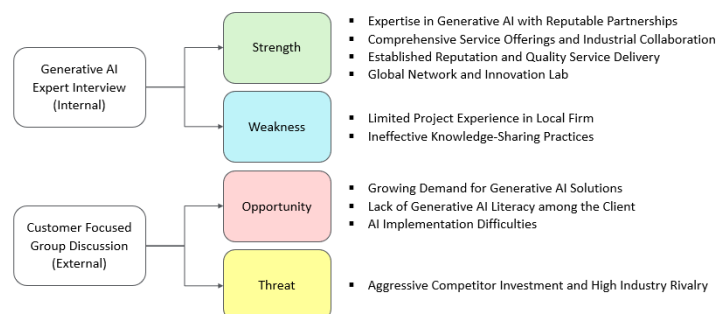 Generative AI
Expert Interview
(Internal)
Strength
▪ Expertise in Generative AI with Reputable Partnerships
▪ Comprehensive Service Offerings and Industrial Collaboration
▪ Established Reputation and Quality Service Delivery
▪ Global Network and Innovation Lab
Weakness
▪ Limited Project Experience in Local Firm
▪ Ineffective Knowledge-Sharing Practices
Customer Focused
Group Discussion
(External)
Opportunity
▪ Growing Demand for Generative AI Solutions
▪ Lack of Generative AI Literacy among the Client
▪ AI Implementation Difficulties
Threat
▪ Aggressive Competitor Investment and High Industry Rivalry